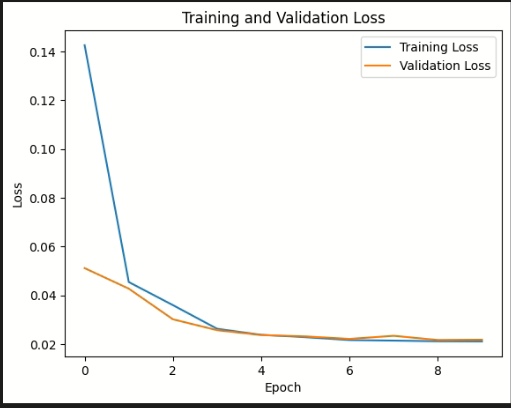 Training and Validation Loss
Training Loss
Validation Loss
0.14
0.12
0.10
0.08
0.06
0.04
0.02
Loss
0 2 4 6 8
Epoch